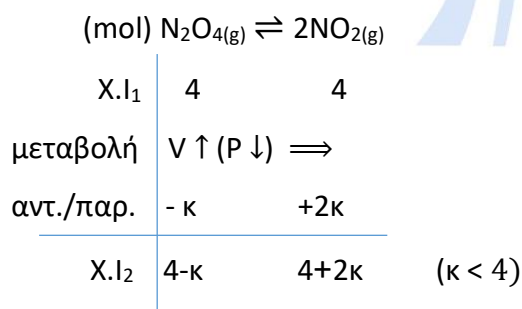 (mol) N₂O₄(g) ⇌ 2NO₂(g)
Χ.Ι₁ 4 4
μεταβολή V ↑ (P ↓) ⟹
αντ./παρ. - κ +2κ
Χ.Ι₂ 4-κ 4+2κ (κ < 4)